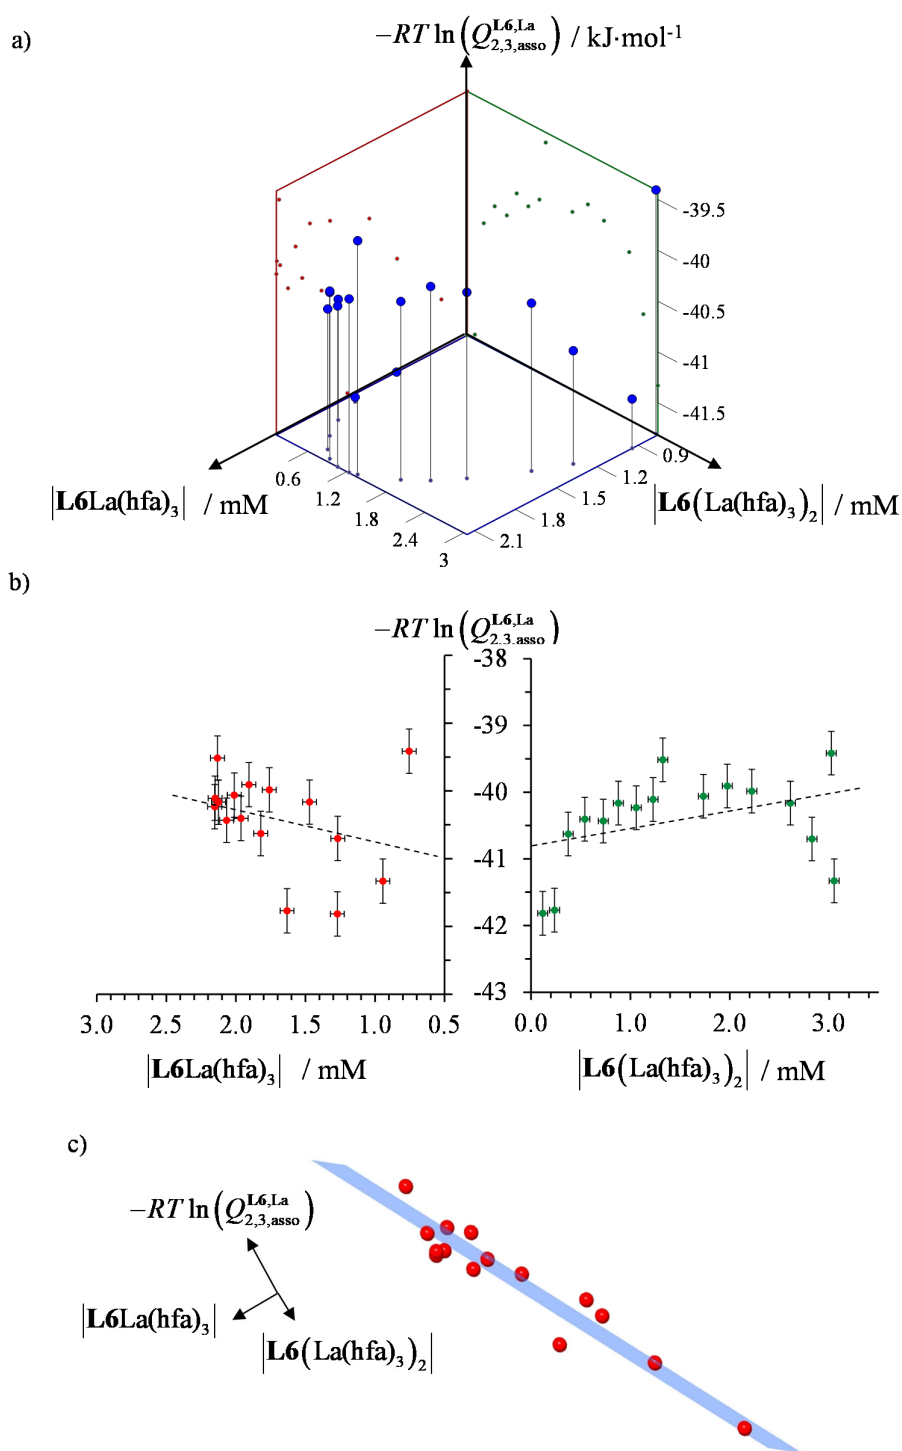 a)
−RT ln(Q^{L6,La}_{2,3,asso}) / kJ·mol⁻¹
-39.5
-40
-40.5
-41
-41.5
0.6
1.2
1.8
2.4
3
0.9
1.2
1.5
1.8
2.1
|L6La(hfa)₃| / mM
|L6(La(hfa)₃)₂| / mM
b)
−RT ln(Q^{L6,La}_{2,3,asso})
-38
-39
-40
-41
-42
-43
3.0 2.5 2.0 1.5 1.0 0.5
0.0 1.0 2.0 3.0
|L6La(hfa)₃| / mM
|L6(La(hfa)₃)₂| / mM
c)
−RT ln(Q^{L6,La}_{2,3,asso})
|L6La(hfa)₃|
|L6(La(hfa)₃)₂|